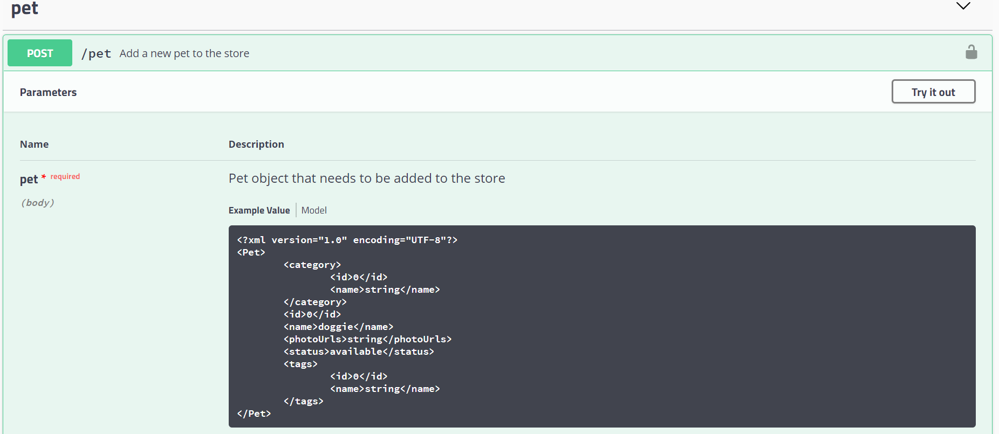 pet
POST /pet Add a new pet to the store
Parameters Try it out
Name Description
pet * required Pet object that needs to be added to the store
(body)
Example Value Model
<?xml version="1.0" encoding="UTF-8"?>
<Pet>
	<category>
		<id>0</id>
		<name>string</name>
	</category>
	<id>0</id>
	<name>doggie</name>
	<photoUrls>string</photoUrls>
	<status>available</status>
	<tags>
		<id>0</id>
		<name>string</name>
	</tags>
</Pet>